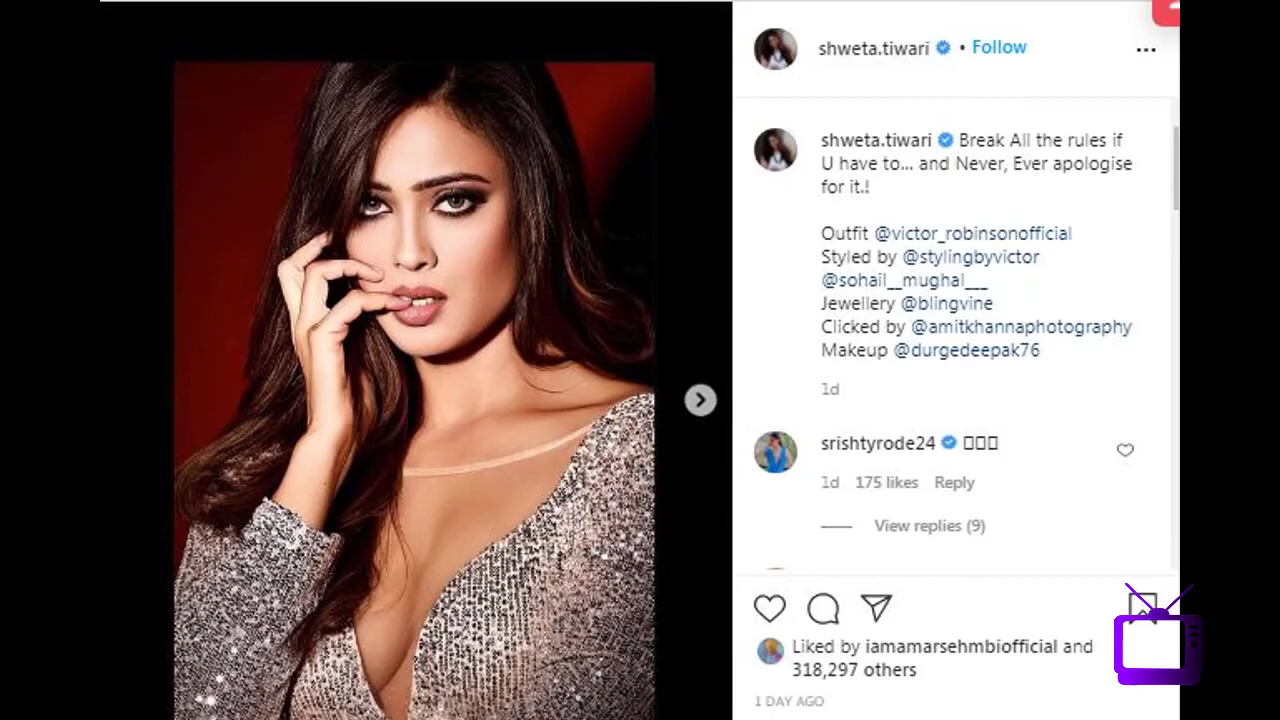 shweta.tiwari • Follow
shweta.tiwari Break All the rules if
U have to... and Never, Ever apologise
for it.!
Outfit @victor_robinsonofficial
Styled by @stylingbyvictor
@sohail__mughal___
Jewellery @blingvine
Clicked by @amitkhannaphotography
Makeup @durgedeepak76
1d
srishtyrode24 □□□
1d 175 likes Reply
View replies (9)
Liked by iamamarsehmbiofficial and
318,297 others
1 DAY AGO